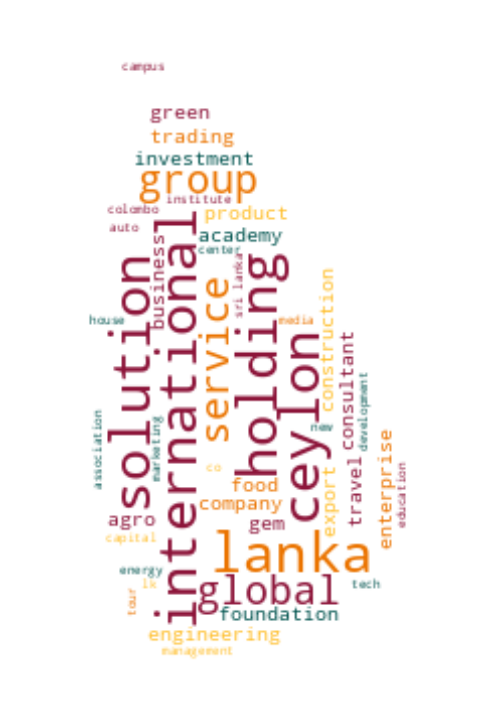 campus
green
trading
investment
group
institute
colombo
product
auto
academy
center
business
international
solution
service
sri lanka
holding
ceylon
construction
house
media
consultant
development
new
association
marketing
co
food
company
export
travel
enterprise
education
agro
gem
capital
lanka
energy
lk
tech
global
tour
foundation
engineering
management